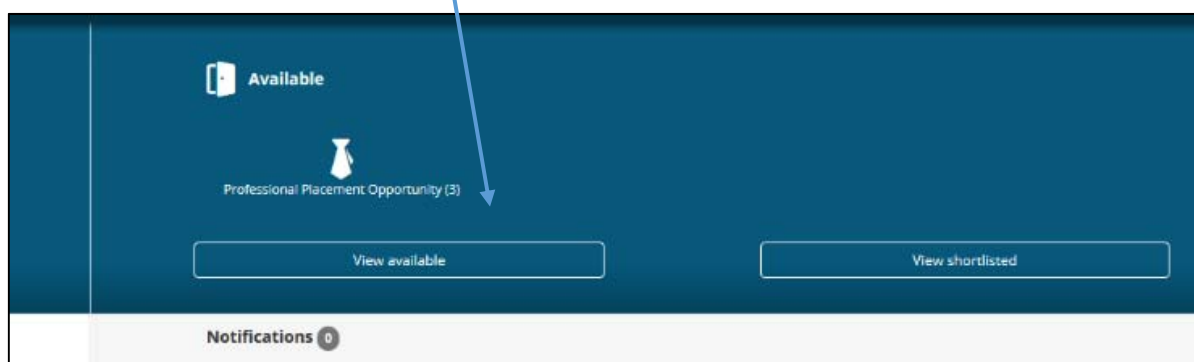 Available
Professional Placement Opportunity (3)
View available
View shortlisted
Notifications 0